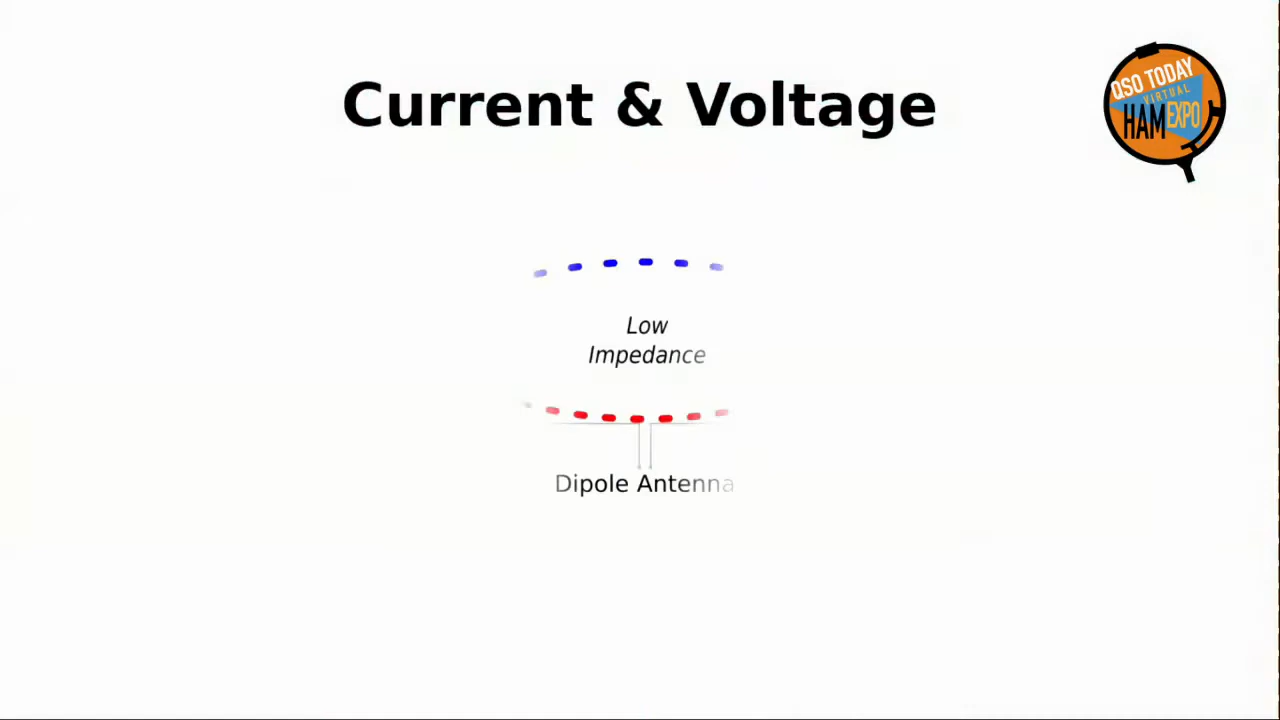 Current & Voltage
QSO TODAY
VIRTUAL
HAM EXPO
Low
Impedance
Dipole Antenna